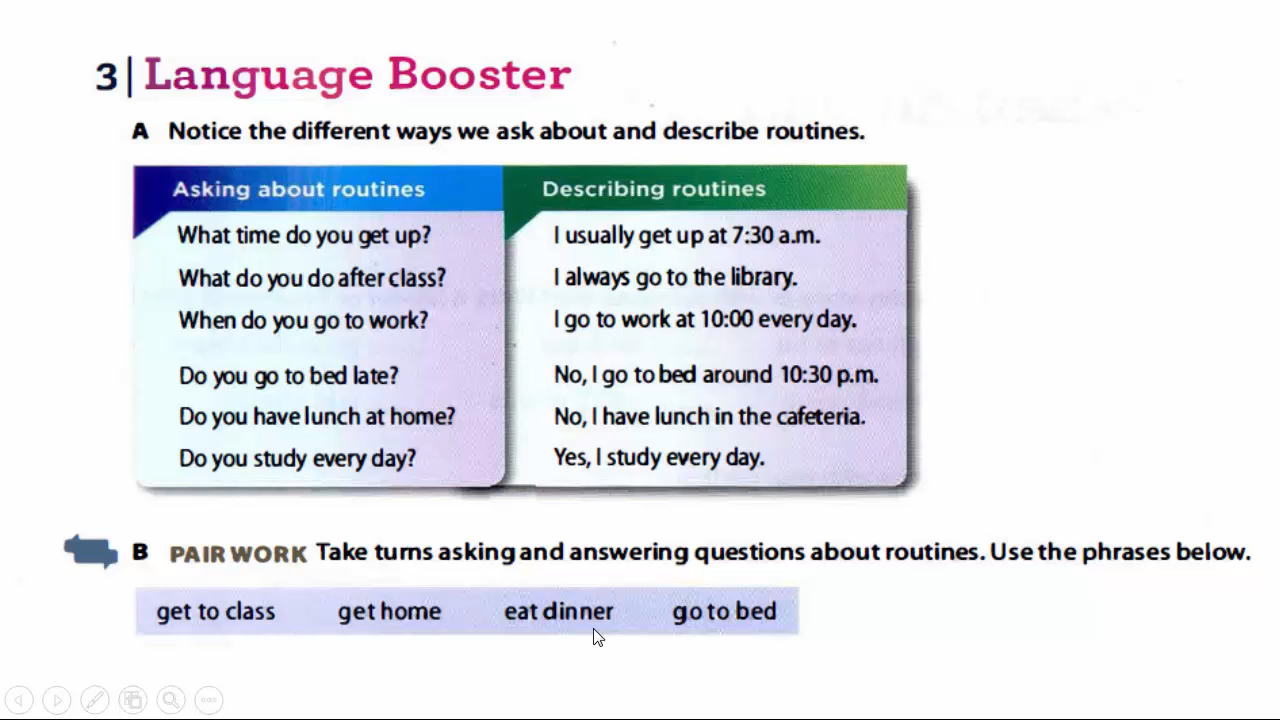 3 | Language Booster
A Notice the different ways we ask about and describe routines.
Asking about routines
What time do you get up?
What do you do after class?
When do you go to work?
Do you go to bed late?
Do you have lunch at home?
Do you study every day?
Describing routines
I usually get up at 7:30 a.m.
I always go to the library.
I go to work at 10:00 every day.
No, I go to bed around 10:30 p.m.
No, I have lunch in the cafeteria.
Yes, I study every day.
B PAIR WORK Take turns asking and answering questions about routines. Use the phrases below.
get to class get home eat dinner go to bed